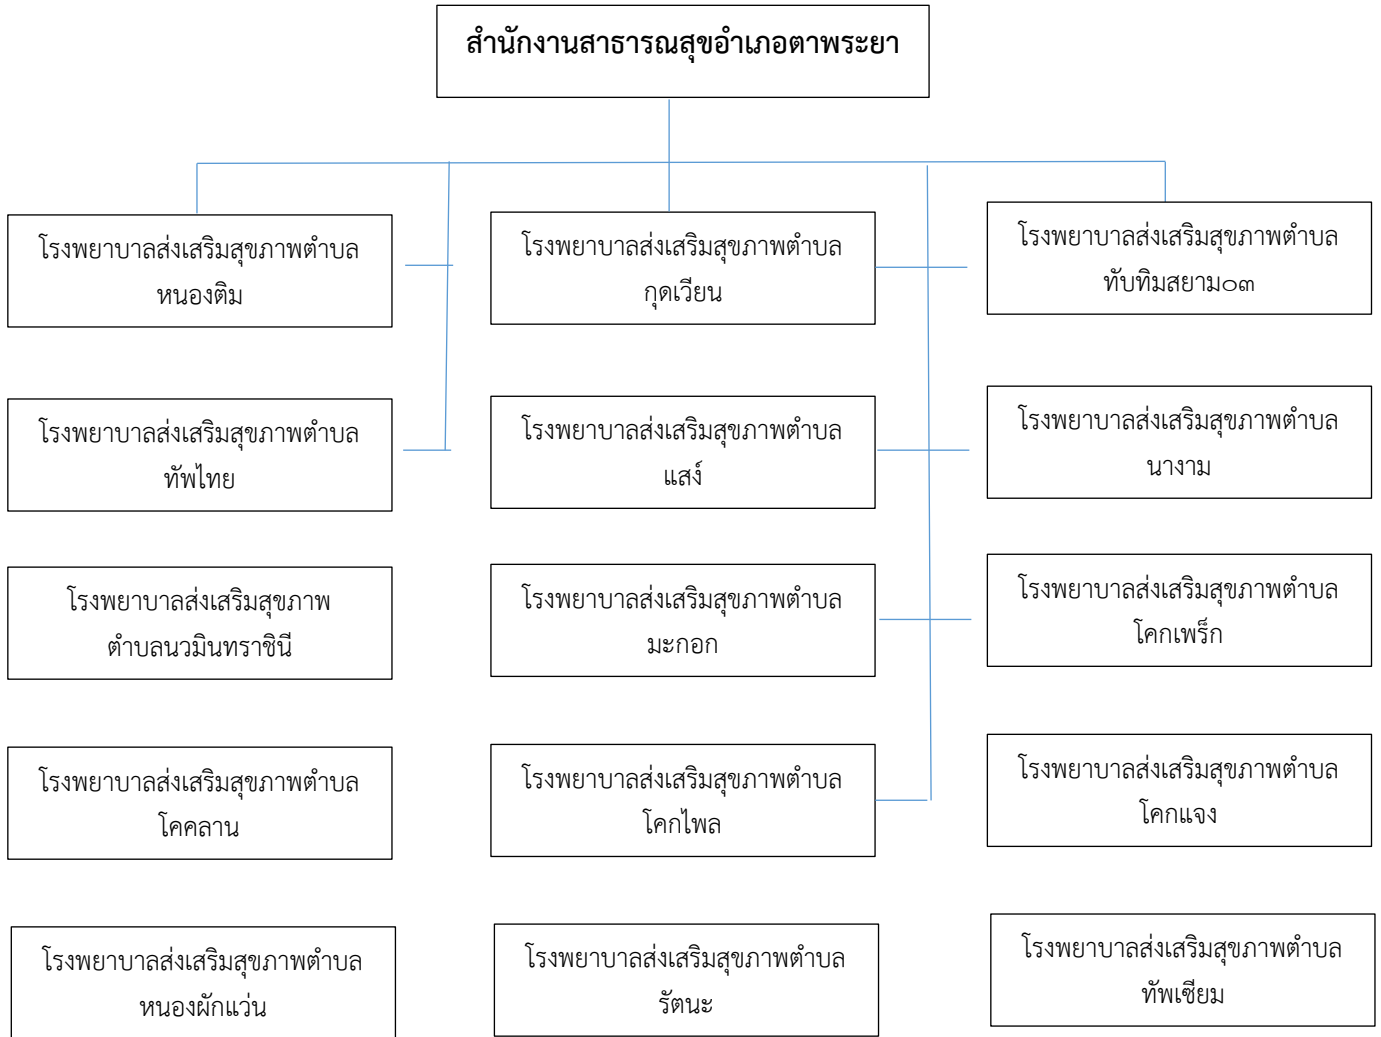 สำนักงานสาธารณสุขอำเภอตาพระยา
โรงพยาบาลส่งเสริมสุขภาพตำบล
หนองติม
โรงพยาบาลส่งเสริมสุขภาพตำบล
กุดเวียน
โรงพยาบาลส่งเสริมสุขภาพตำบล
ทับทิมสยาม๐๓
โรงพยาบาลส่งเสริมสุขภาพตำบล
ทัพไทย
โรงพยาบาลส่งเสริมสุขภาพตำบล
แสง์
โรงพยาบาลส่งเสริมสุขภาพตำบล
นางาม
โรงพยาบาลส่งเสริมสุขภาพ
ตำบลนวมินทราชินี
โรงพยาบาลส่งเสริมสุขภาพตำบล
มะกอก
โรงพยาบาลส่งเสริมสุขภาพตำบล
โคกเพร็ก
โรงพยาบาลส่งเสริมสุขภาพตำบล
โคคลาน
โรงพยาบาลส่งเสริมสุขภาพตำบล
โคกไพล
โรงพยาบาลส่งเสริมสุขภาพตำบล
โคกแจง
โรงพยาบาลส่งเสริมสุขภาพตำบล
หนองผักแว่น
โรงพยาบาลส่งเสริมสุขภาพตำบล
รัตนะ
โรงพยาบาลส่งเสริมสุขภาพตำบล
ทัพเซียม